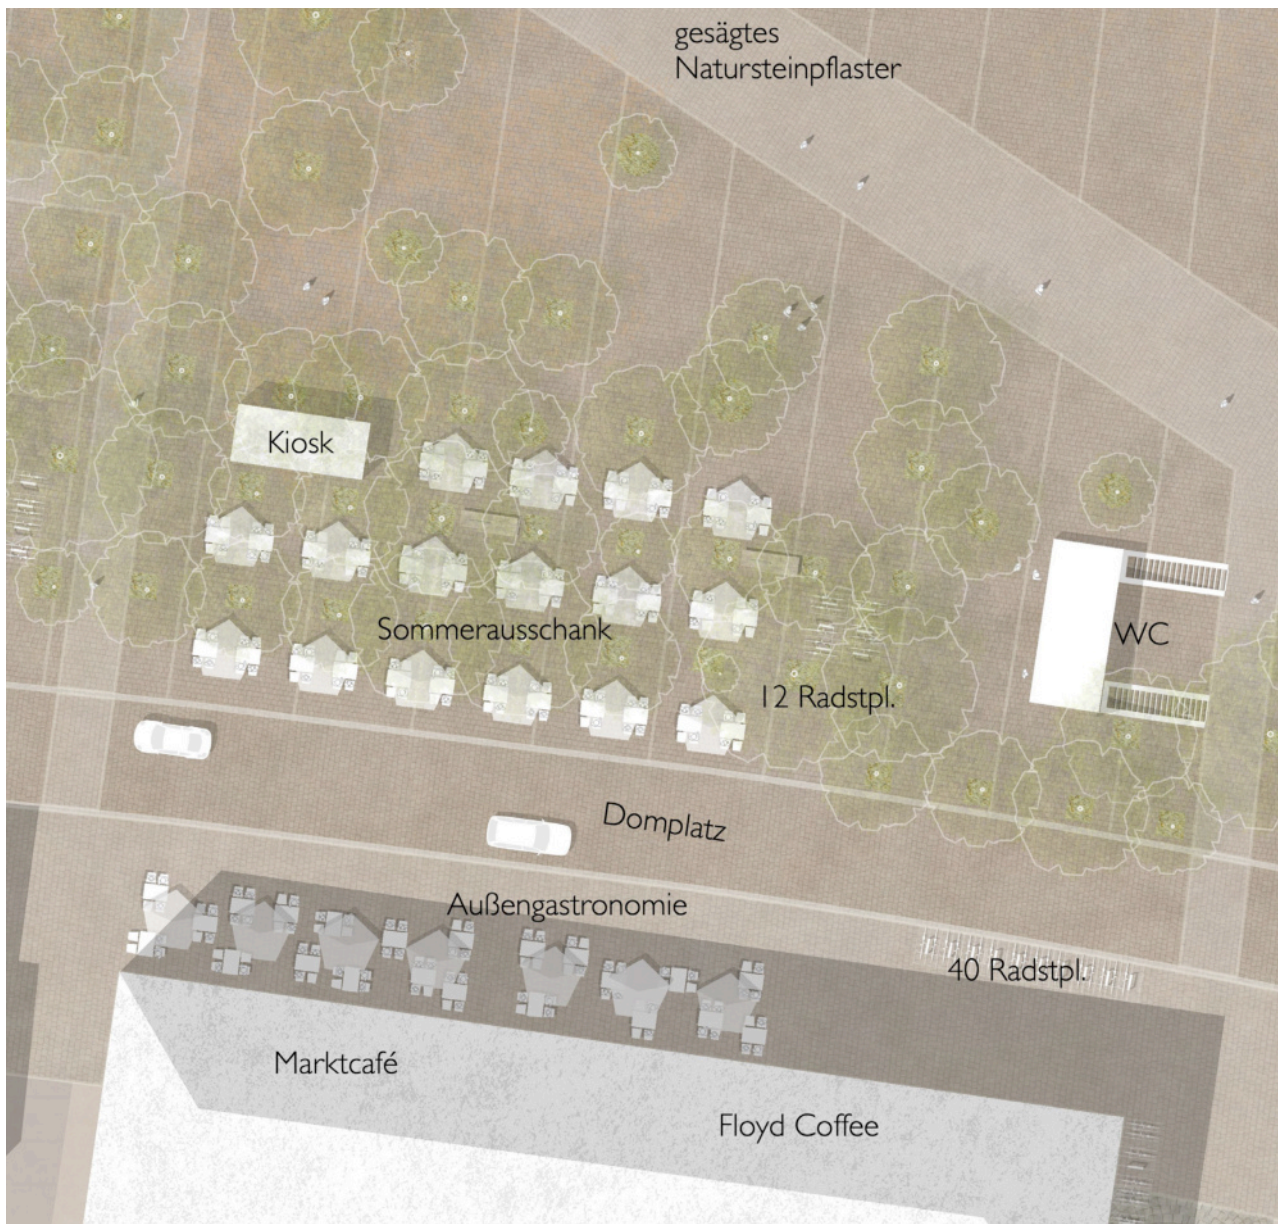 gesägtes
Natursteinpflaster
Kiosk
Sommerausschank
WC
12 Radstpl.
Domplatz
Außengastronomie
40 Radstpl.
Marktcafé
Floyd Coffee